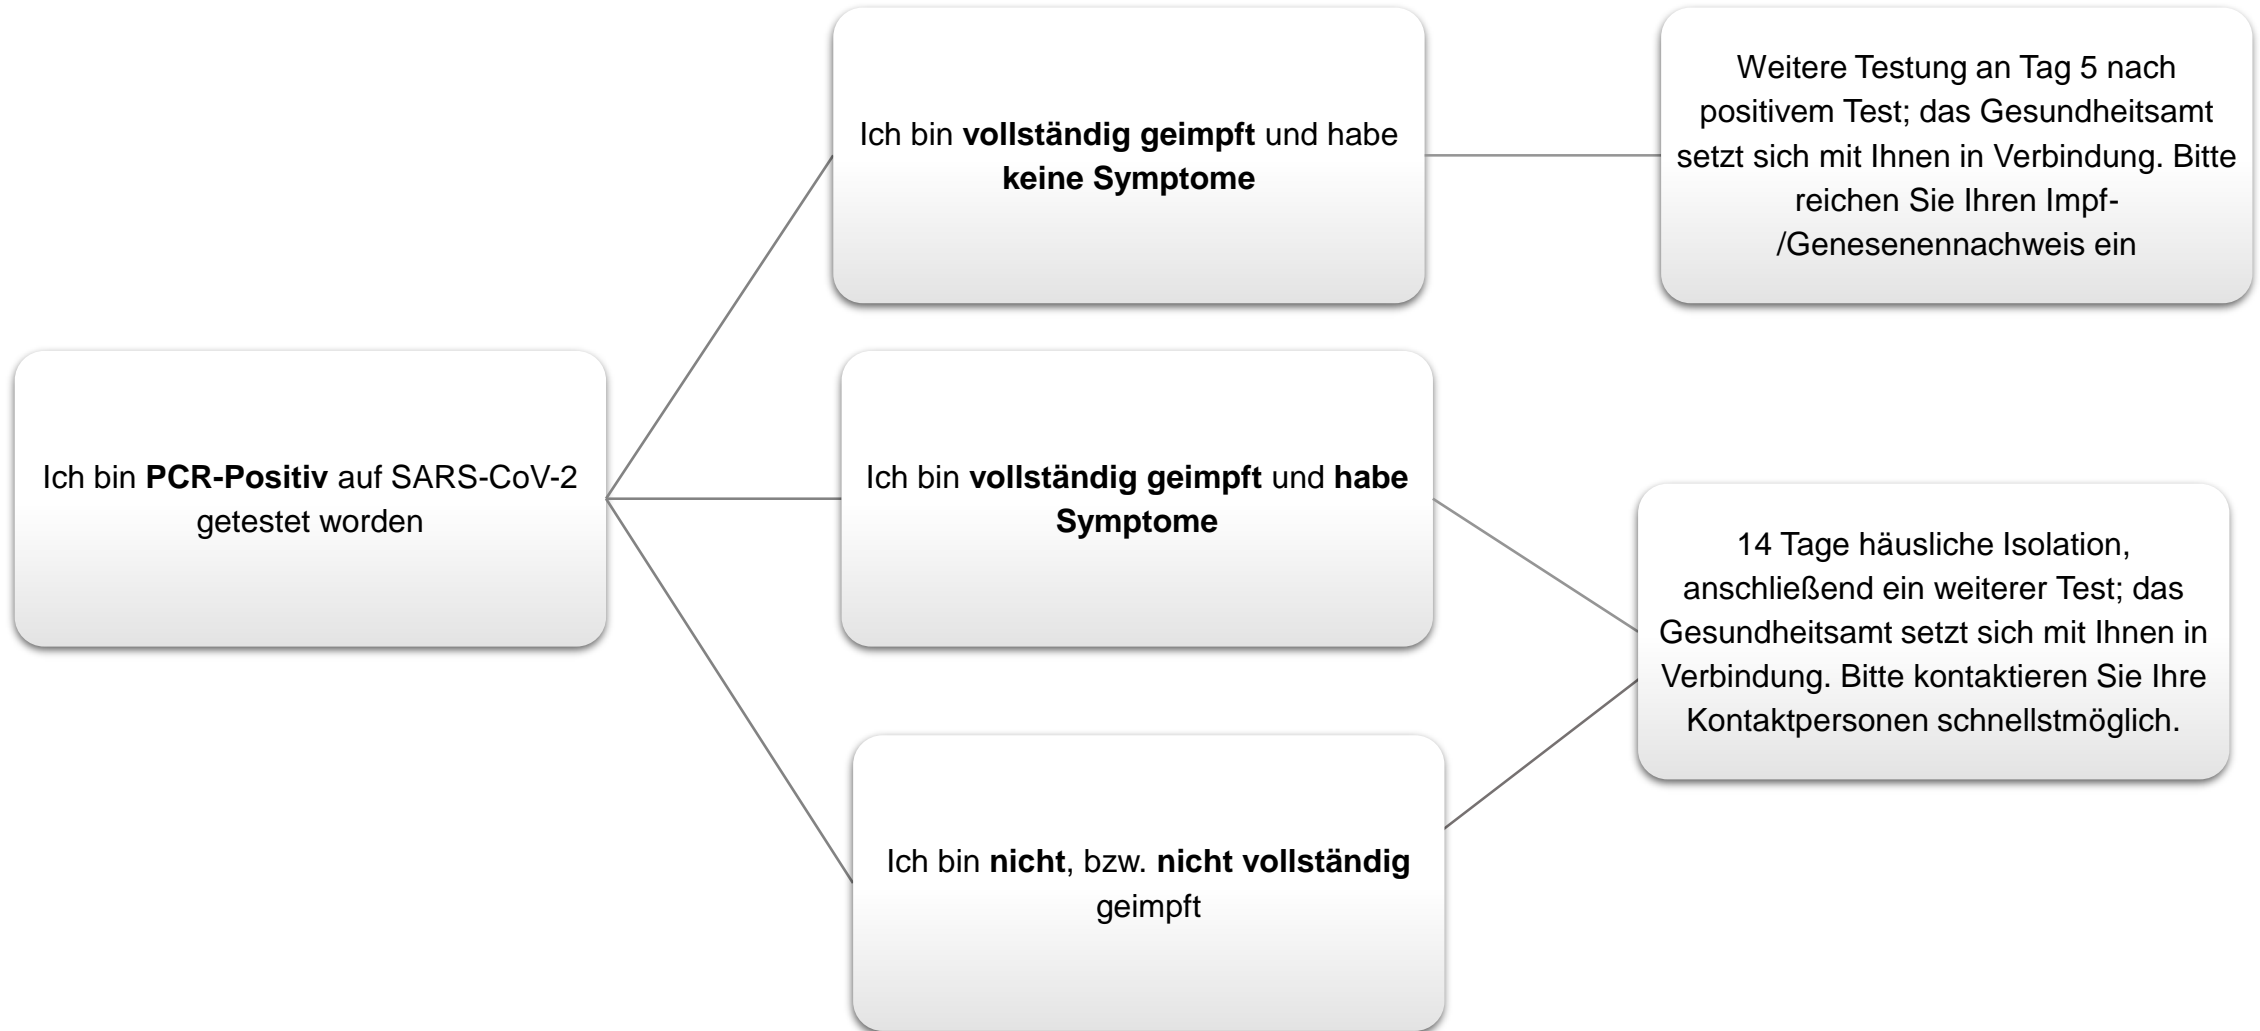 Ich bin PCR-Positiv auf SARS-CoV-2
getestet worden
Ich bin vollständig geimpft und habe
keine Symptome
Weitere Testung an Tag 5 nach
positivem Test; das Gesundheitsamt
setzt sich mit Ihnen in Verbindung. Bitte
reichen Sie Ihren Impf-
/Genesenennachweis ein
Ich bin vollständig geimpft und habe
Symptome
14 Tage häusliche Isolation,
anschließend ein weiterer Test; das
Gesundheitsamt setzt sich mit Ihnen in
Verbindung. Bitte kontaktieren Sie Ihre
Kontaktpersonen schnellstmöglich.
Ich bin nicht, bzw. nicht vollständig
geimpft